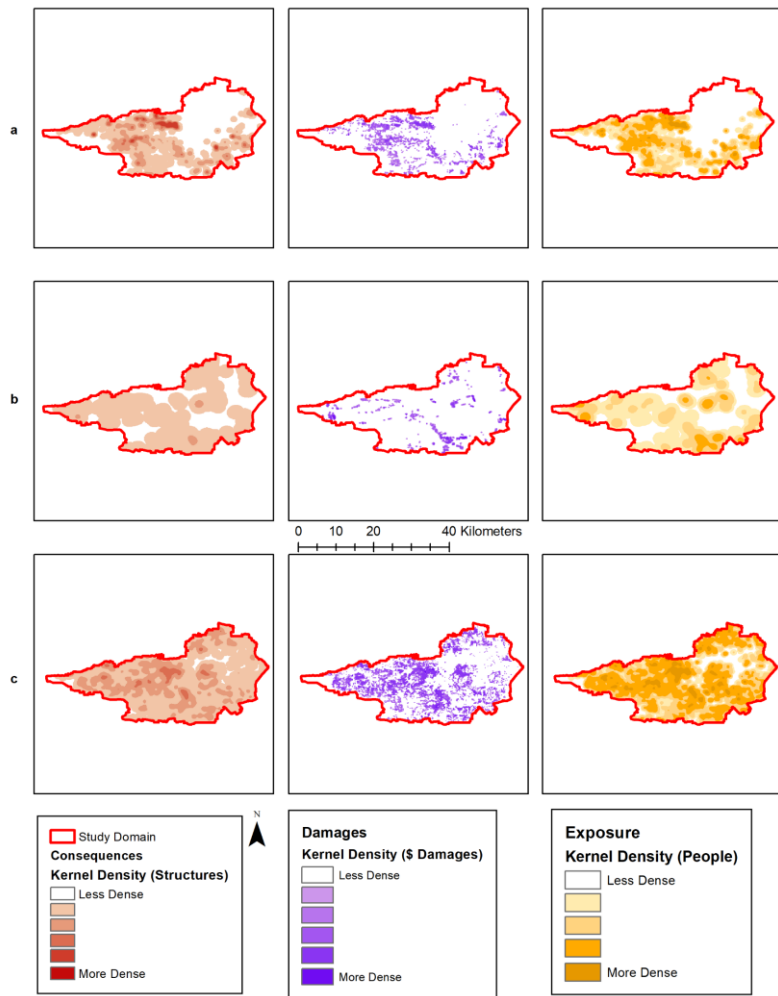 a
b
0 10 20 40 Kilometers
c
Study Domain
Consequences
Kernel Density (Structures)
Less Dense
More Dense
N
Damages
Kernel Density ($ Damages)
Less Dense
More Dense
Exposure
Kernel Density (People)
Less Dense
More Dense